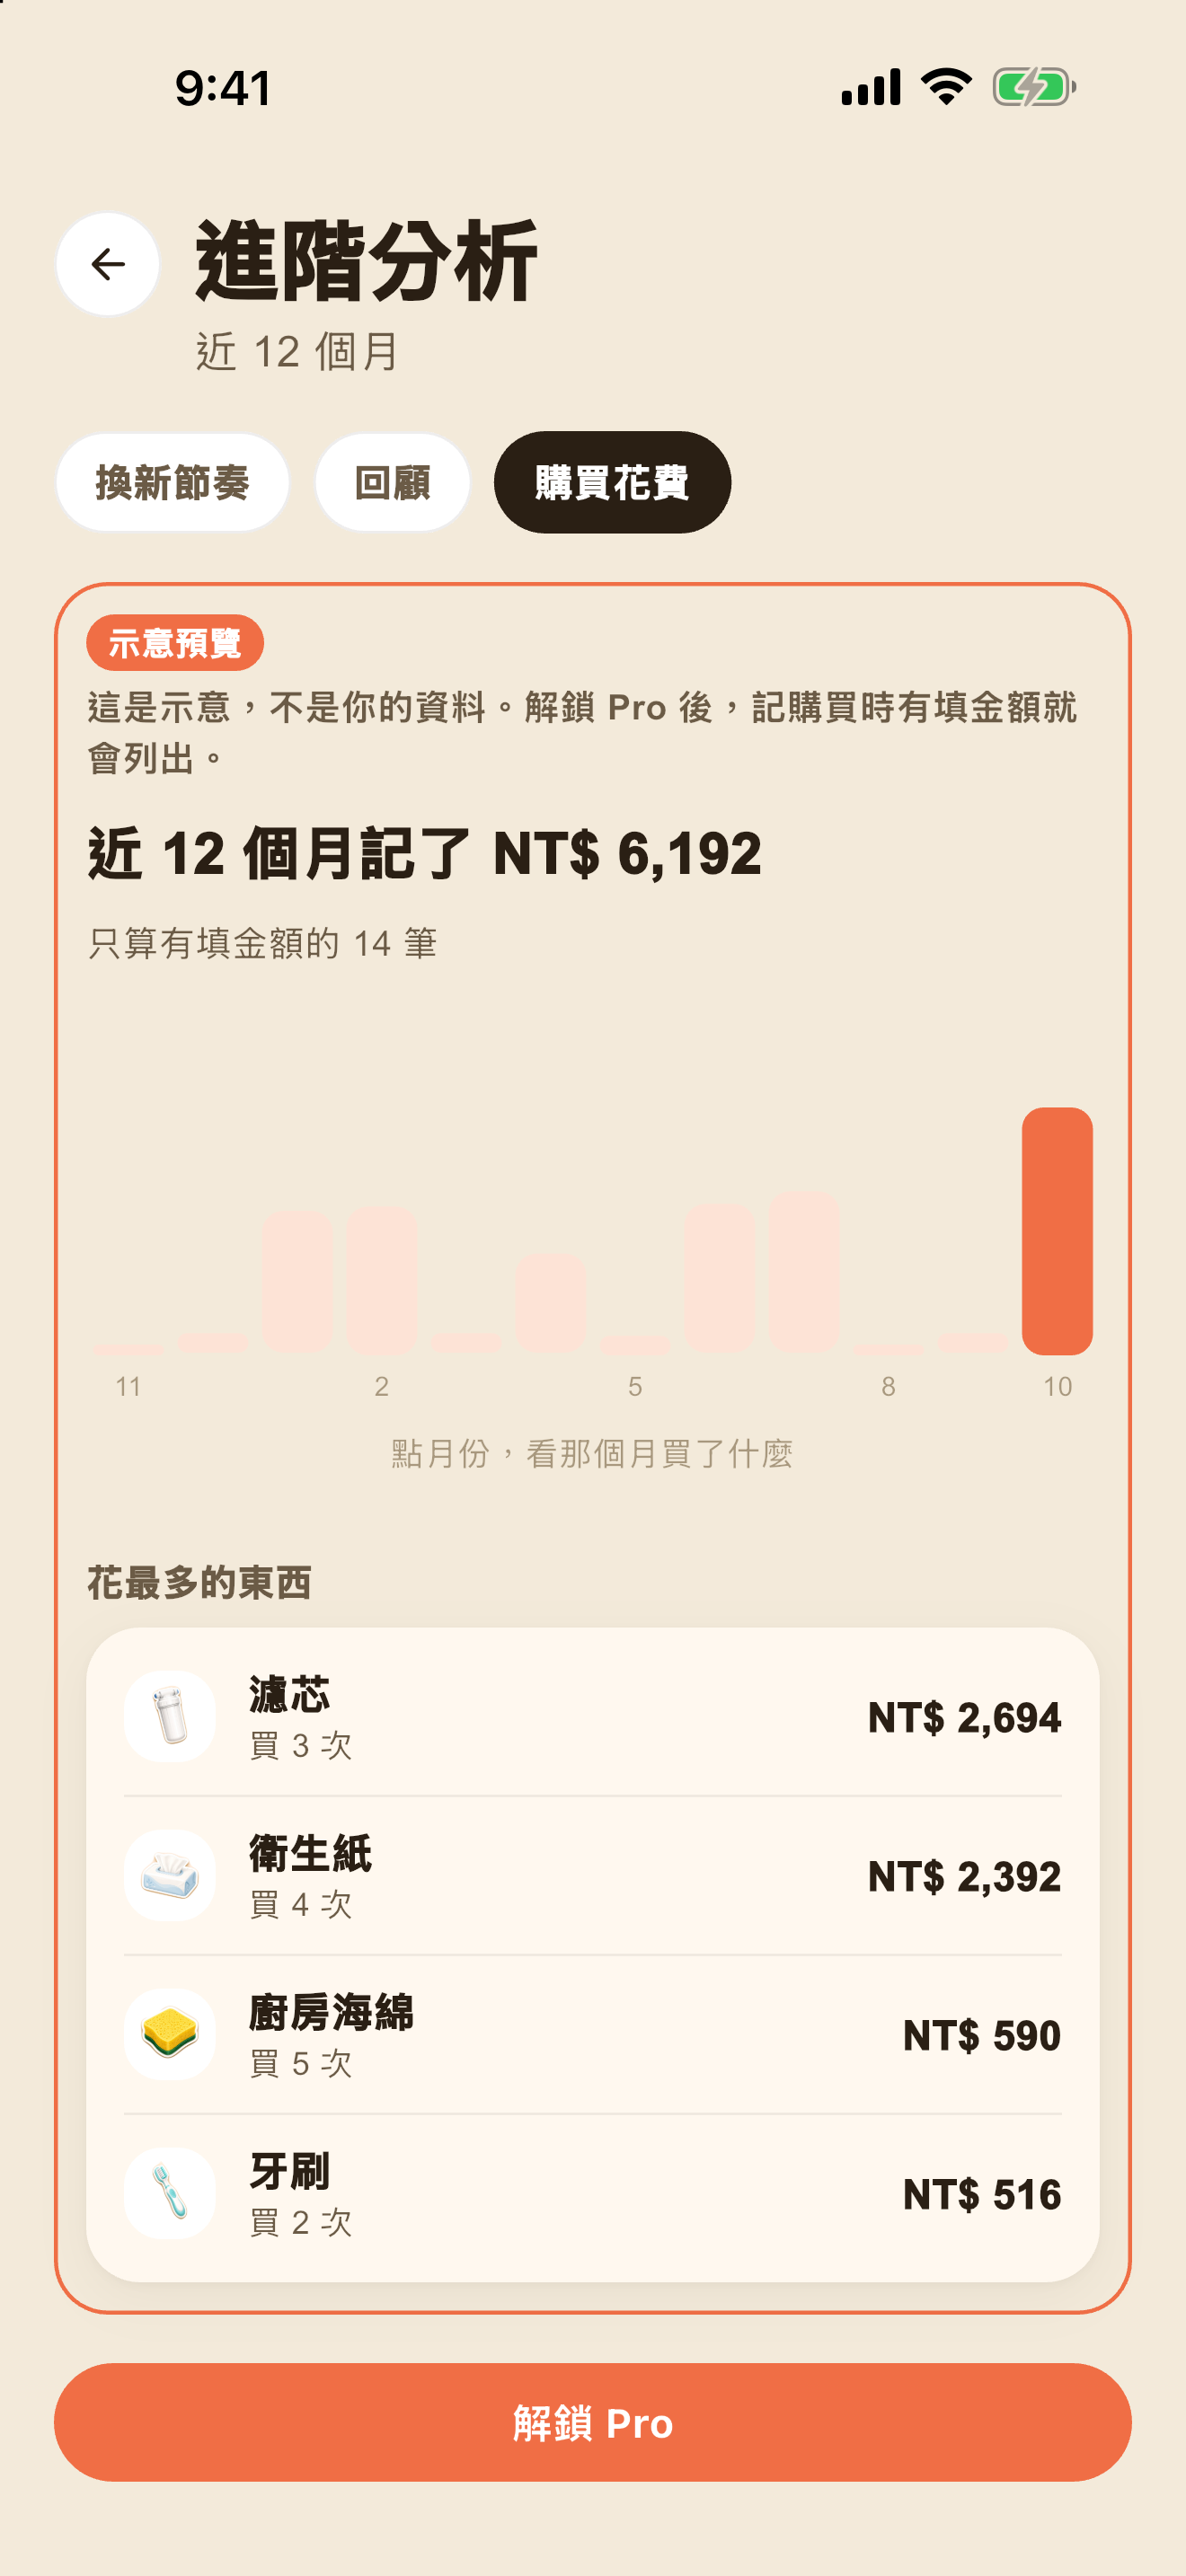 9:41
進階分析
近 12 個月
換新節奏 回顧 購買花費
示意預覽
這是示意，不是你的資料。解鎖 Pro 後，記購買時有填金額就
會列出。
近 12 個月記了 NT$ 6,192
只算有填金額的 14 筆
11 2 5 8 10
點月份，看那個月買了什麼
花最多的東西
濾芯
買 3 次
NT$ 2,694
衛生紙
買 4 次
NT$ 2,392
廚房海綿
買 5 次
NT$ 590
牙刷
買 2 次
NT$ 516
解鎖 Pro